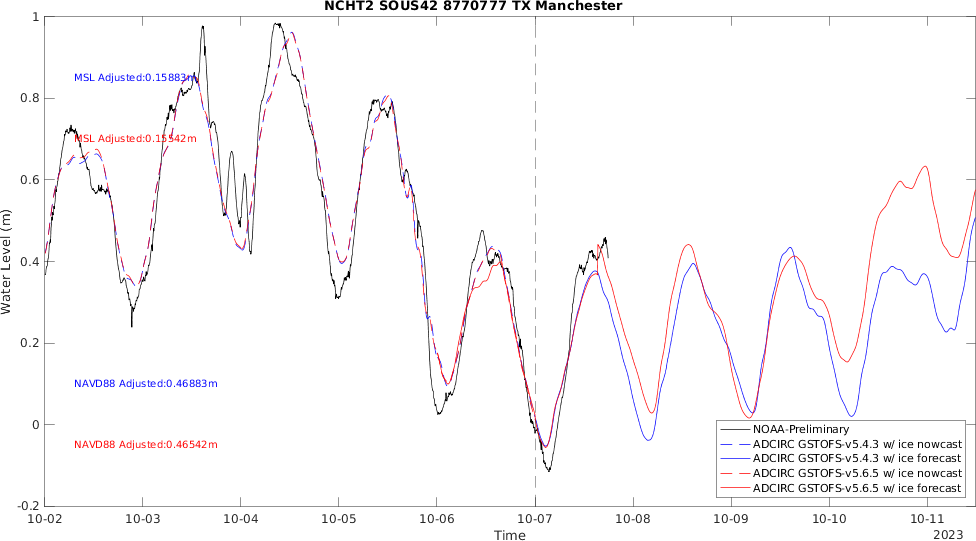 NCHT2 SOUS42 8770777 TX Manchester
Water Level (m)
1
0.8
0.6
0.4
0.2
0
-0.2
MSL Adjusted:0.15883m
MSL Adjusted:0.15542m
NAVD88 Adjusted:0.46883m
NAVD88 Adjusted:0.46542m
NOAA-Preliminary
ADCIRC GSTOFS-v5.4.3 w/ ice nowcast
ADCIRC GSTOFS-v5.4.3 w/ ice forecast
ADCIRC GSTOFS-v5.6.5 w/ ice nowcast
ADCIRC GSTOFS-v5.6.5 w/ ice forecast
10-02 10-03 10-04 10-05 10-06 10-07 10-08 10-09 10-10 10-11
Time
2023